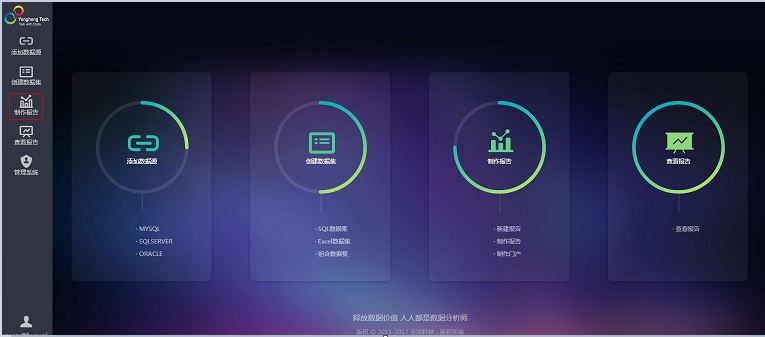 Yonghong Tech
Talk with Data
添加数据源
创建数据集
制作报告
查看报告
管理系统
添加数据源
· MYSQL
· SQLSERVER
· ORACLE
创建数据集
· SQL数据集
· Excel数据集
· 组合数据集
制作报告
· 新建报告
· 制作报告
· 制作门户
查看报告
· 查看报告
释放数据价值 人人都是数据分析师
版权 © 2011-2017 永洪科技 , 版权所有